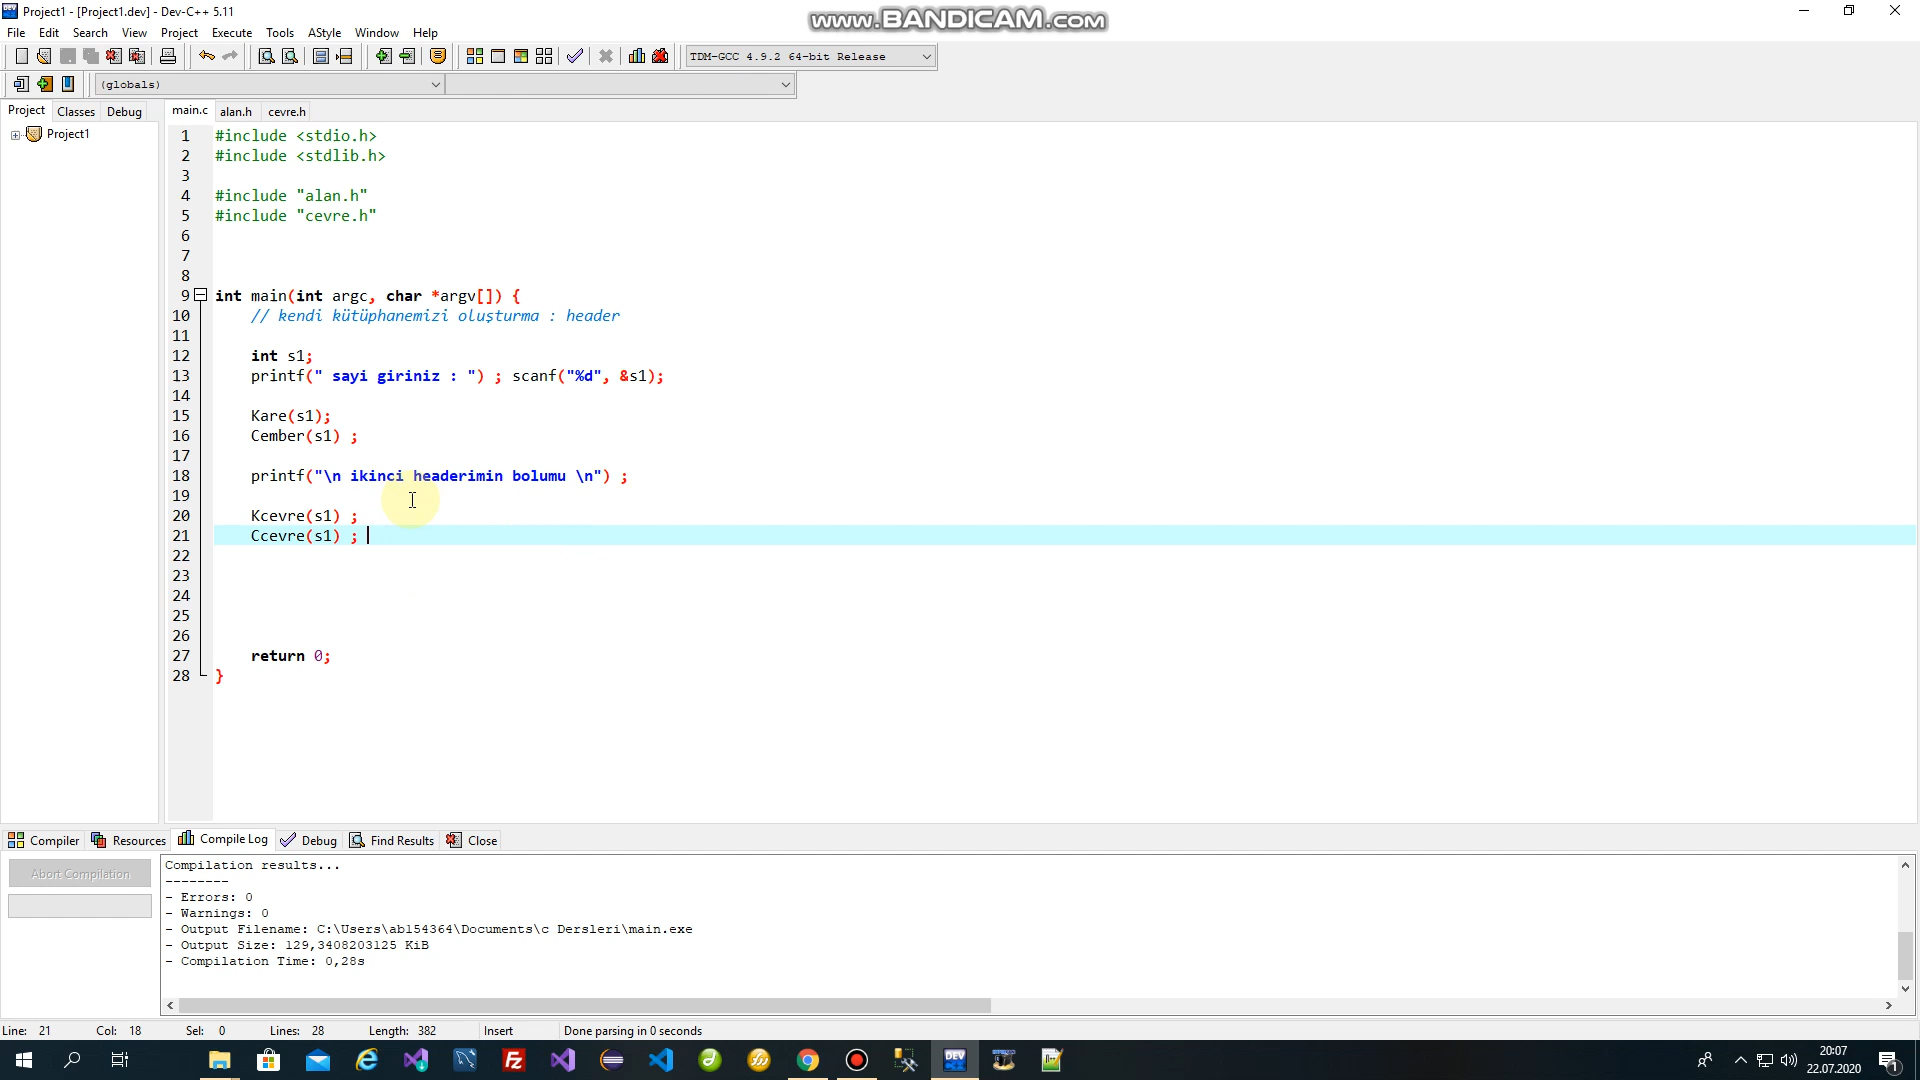 Project1 - [Project1.dev] - Dev-C++ 5.11
www.BANDICAM.com
File Edit Search View Project Execute Tools AStyle Window Help
TDM-GCC 4.9.2 64-bit Release
(globals)
Project Classes Debug main.c alan.h cevre.h
Project1
1 #include <stdio.h>
2 #include <stdlib.h>
3
4 #include "alan.h"
5 #include "cevre.h"
6
7
8
9 int main(int argc, char *argv[]) {
10 // kendi kütüphanemizi oluşturma : header
11
12 int s1;
13 printf(" sayi giriniz : ") ; scanf("%d", &s1);
14
15 Kare(s1);
16 Cember(s1) ;
17
18 printf("\n ikinci headerimin bolumu \n") ;
19
20 Kcevre(s1) ;
21 Ccevre(s1) ;
22
23
24
25
26
27 return 0;
28 }
Compiler Resources Compile Log Debug Find Results Close
Abort Compilation
Compilation results...
--------
- Errors: 0
- Warnings: 0
- Output Filename: C:\Users\ab154364\Documents\c Dersleri\main.exe
- Output Size: 129,3408203125 KiB
- Compilation Time: 0,28s
Line: 21 Col: 18 Sel: 0 Lines: 28 Length: 382 Insert Done parsing in 0 seconds
DEV
20:07
22.07.2020
1